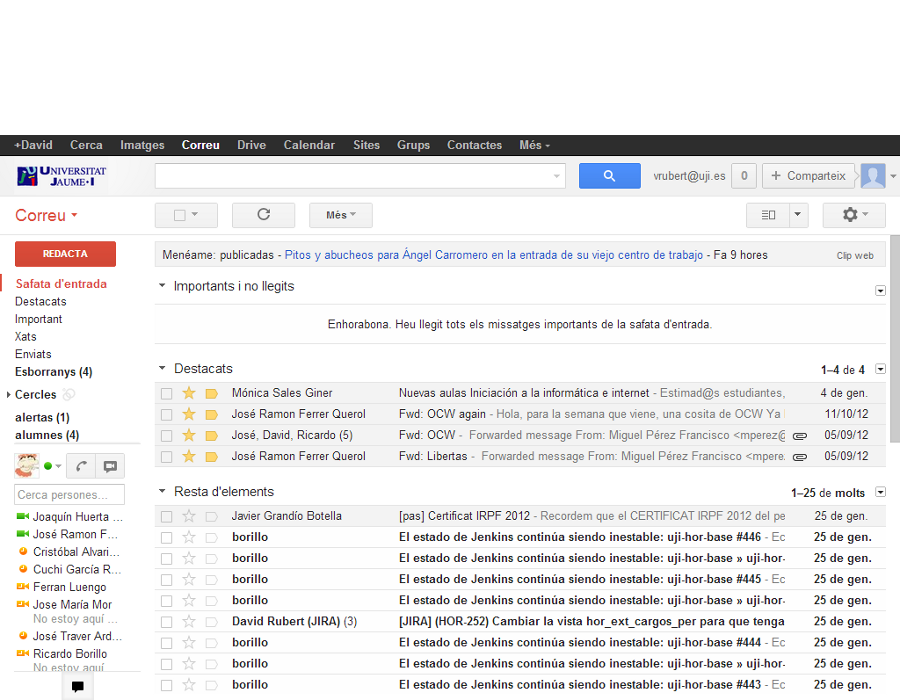 +David Cerca Imatges Correu Drive Calendar Sites Grups Contactes Més
UNIVERSITAT JAUME·I
vrubert@uji.es 0 + Comparteix
Correu
Més
REDACTA
Menéame: publicadas - Pitos y abucheos para Ángel Carromero en la entrada de su viejo centro de trabajo - Fa 9 hores Clip web
Safata d'entrada
Destacats
Important
Xats
Enviats
Esborranys (4)
Cercles
alertas (1)
alumnes (4)
Cerca persones...
Joaquín Huerta ...
José Ramon F...
Cristóbal Alvari...
Cuchi García R...
Ferran Luengo
Jose María Mor
No estoy aquí ...
José Traver Ard...
Ricardo Borillo
No estoy aquí
Importants i no llegits
Enhorabona. Heu llegit tots els missatges importants de la safata d'entrada.
Destacats 1–4 de 4
Mónica Sales Giner Nuevas aulas Iniciación a la informática e internet - Estimad@s estudiantes, 4 de gen.
José Ramon Ferrer Querol Fwd: OCW again - Hola, para la semana que viene, una cosita de OCW Ya 11/10/12
José, David, Ricardo (5) Fwd: OCW - Forwarded message From: Miguel Pérez Francisco <mperez@ 05/09/12
José Ramon Ferrer Querol Fwd: Libertas - Forwarded message From: Miguel Pérez Francisco <mpere 05/09/12
Resta d'elements 1–25 de molts
Javier Grandío Botella [pas] Certificat IRPF 2012 - Recordem que el CERTIFICAT IRPF 2012 del pe 25 de gen.
borillo El estado de Jenkins continúa siendo inestable: uji-hor-base #446 - Ec 25 de gen.
borillo El estado de Jenkins continúa siendo inestable: uji-hor-base » uji-hor- 25 de gen.
borillo El estado de Jenkins continúa siendo inestable: uji-hor-base #445 - Ec 25 de gen.
borillo El estado de Jenkins continúa siendo inestable: uji-hor-base » uji-hor- 25 de gen.
David Rubert (JIRA) (3) [JIRA] (HOR-252) Cambiar la vista hor_ext_cargos_per para que tenga 25 de gen.
borillo El estado de Jenkins continúa siendo inestable: uji-hor-base #444 - Ec 25 de gen.
borillo El estado de Jenkins continúa siendo inestable: uji-hor-base » uji-hor- 25 de gen.
borillo El estado de Jenkins continúa siendo inestable: uji-hor-base #443 - Ec 25 de gen.